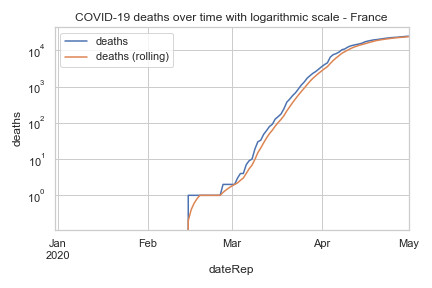 COVID-19 deaths over time with logarithmic scale - France
deaths
deaths (rolling)
10⁴
10³
10²
10¹
10⁰
deaths
Jan
2020
Feb
Mar
Apr
May
dateRep